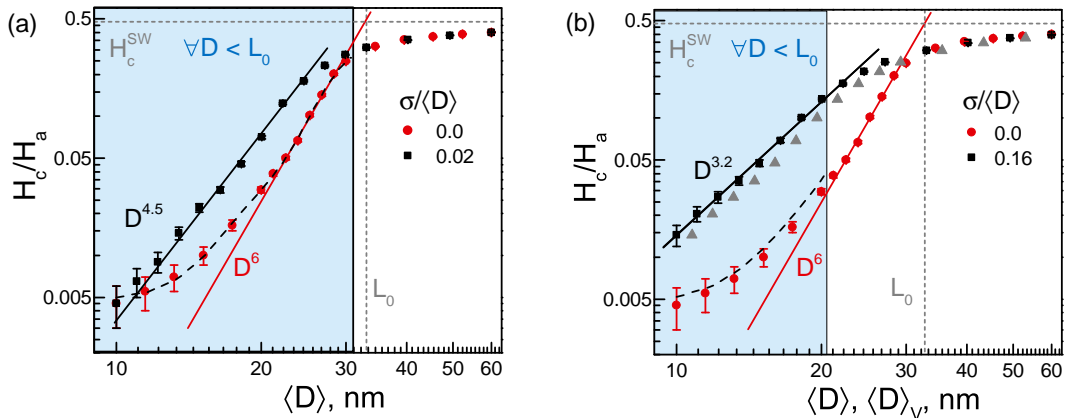 (a)
0.5
0.05
0.005
H_c/H_a
H_c^SW
∀D < L_0
σ/⟨D⟩
0.0
0.02
D^4.5
D^6
L_0
10
20
30
40
50
60
⟨D⟩, nm
(b)
0.5
0.05
0.005
H_c/H_a
H_c^SW
∀D < L_0
σ/⟨D⟩
0.0
0.16
D^3.2
D^6
L_0
10
20
30
40
50
60
⟨D⟩, ⟨D⟩_V, nm